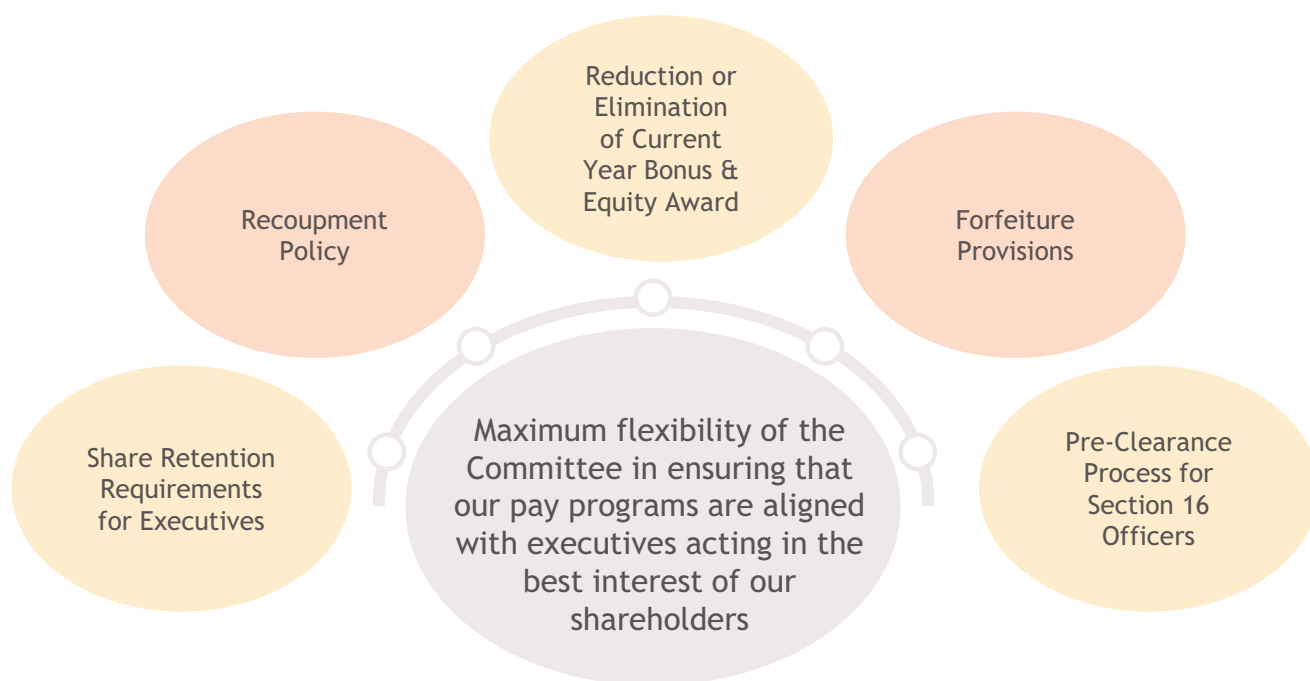 Reduction or
Elimination
of Current
Year Bonus &
Equity Award
Recoupment
Policy
Forfeiture
Provisions
Share Retention
Requirements
for Executives
Maximum flexibility of the
Committee in ensuring that
our pay programs are aligned
with executives acting in the
best interest of our
shareholders
Pre-Clearance
Process for
Section 16
Officers